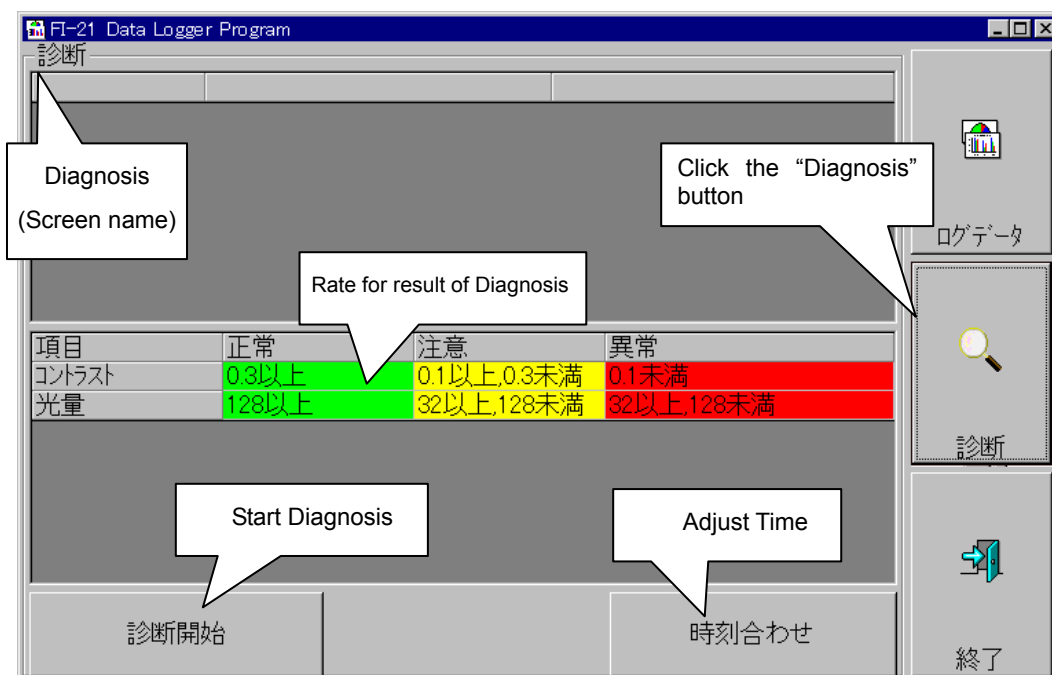 FI-21 Data Logger Program
診断
Diagnosis
(Screen name)
Click the “Diagnosis”
button
ログデータ
Rate for result of Diagnosis
項目 正常 注意 異常
コントラスト 0.3以上 0.1以上,0.3未満 0.1未満
光量 128以上 32以上,128未満 32以上,128未満
診断
Start Diagnosis
Adjust Time
診断開始
時刻合わせ
終了